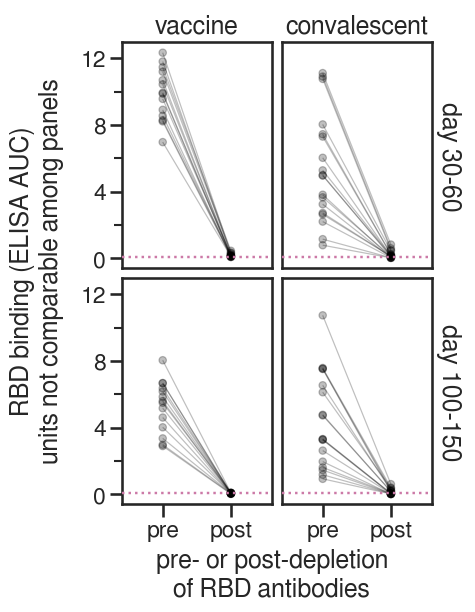 vaccine
convalescent
RBD binding (ELISA AUC)
units not comparable among panels
12
8
4
0
day 30-60
12
8
4
0
day 100-150
pre
post
pre
post
pre- or post-depletion
of RBD antibodies